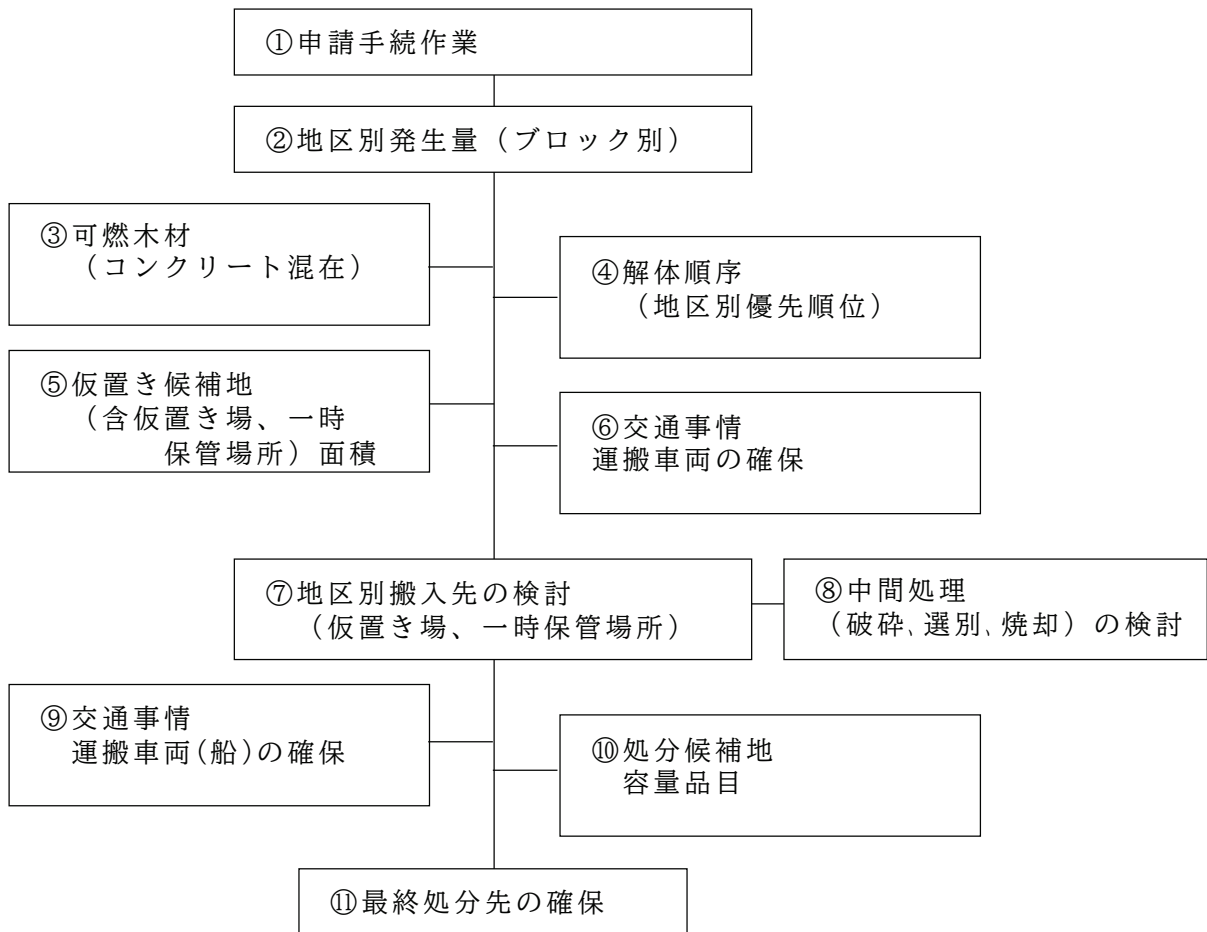 ①申請手続作業
②地区別発生量（ブロック別）
③可燃木材
（コンクリート混在）
④解体順序
（地区別優先順位）
⑤仮置き候補地
（含仮置き場、一時
保管場所）面積
⑥交通事情
運搬車両の確保
⑦地区別搬入先の検討
（仮置き場、一時保管場所）
⑧中間処理
（破砕、選別、焼却）の検討
⑨交通事情
運搬車両(船)の確保
⑩処分候補地
容量品目
⑪最終処分先の確保